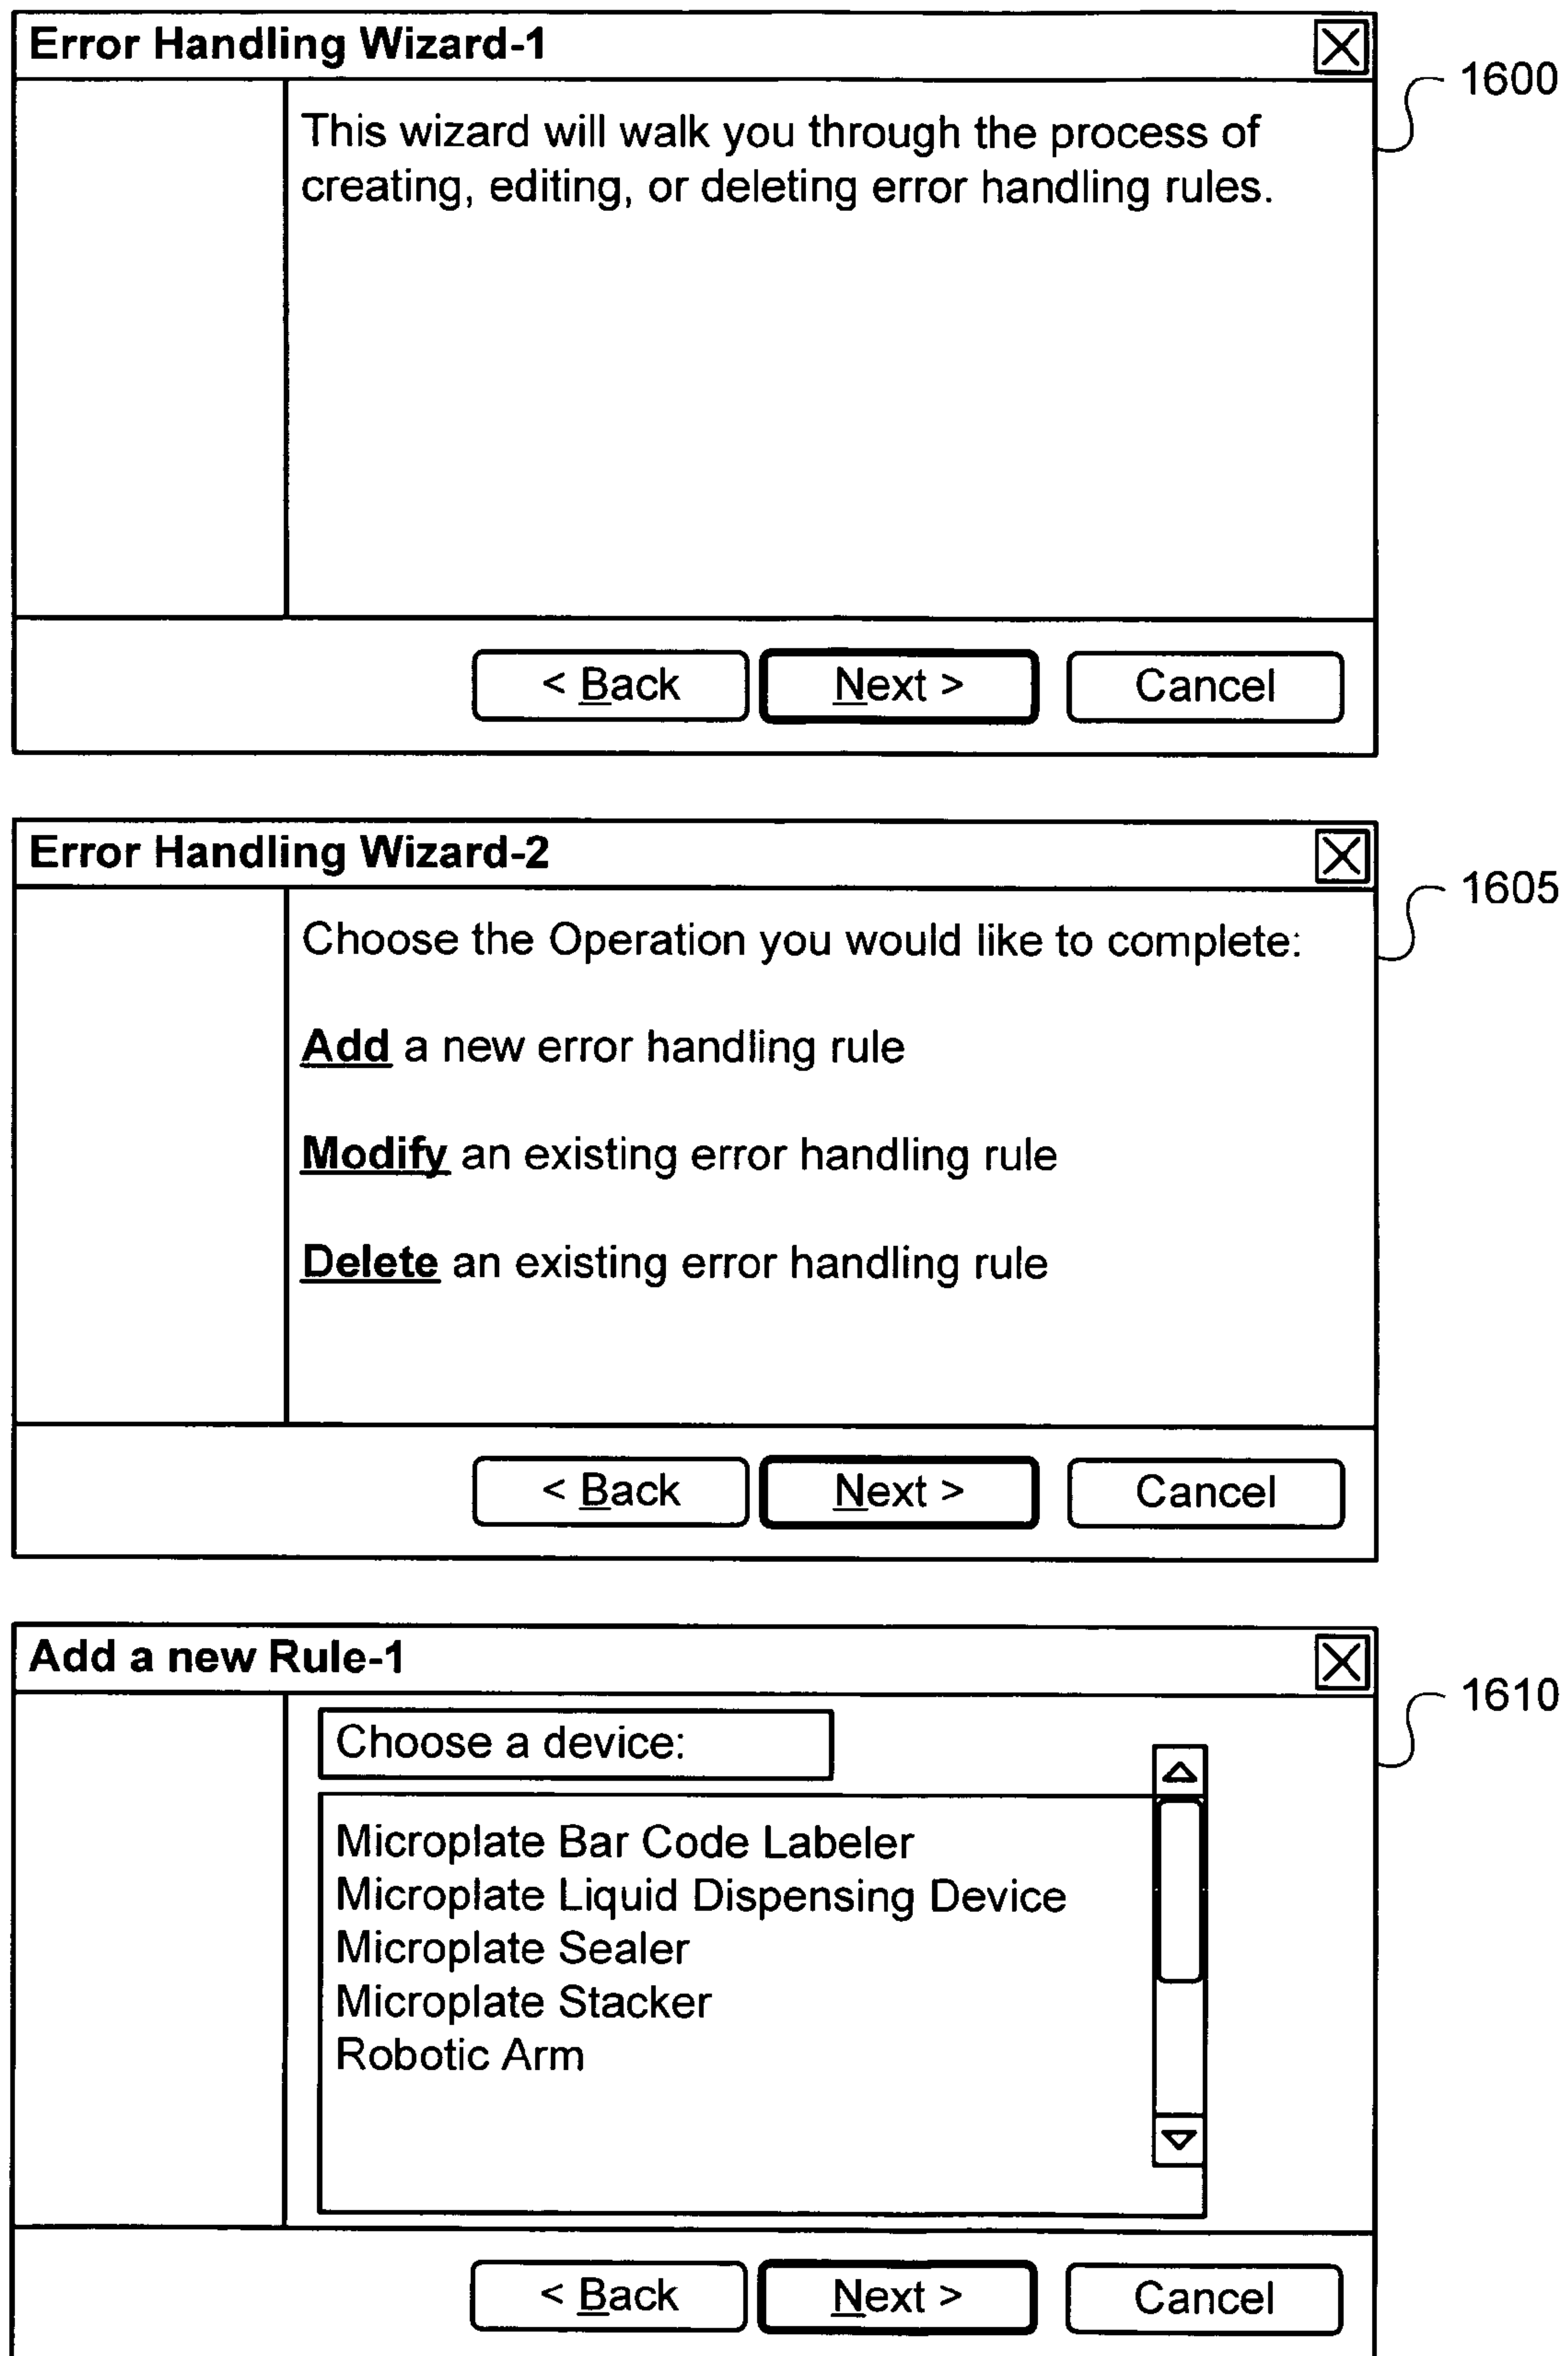 Error Handling Wizard-1
1600
This wizard will walk you through the process of
creating, editing, or deleting error handling rules.
< Back Next > Cancel
Error Handling Wizard-2
1605
Choose the Operation you would like to complete:
Add a new error handling rule
Modify an existing error handling rule
Delete an existing error handling rule
< Back Next > Cancel
Add a new Rule-1
1610
Choose a device:
Microplate Bar Code Labeler
Microplate Liquid Dispensing Device
Microplate Sealer
Microplate Stacker
Robotic Arm
< Back Next > Cancel